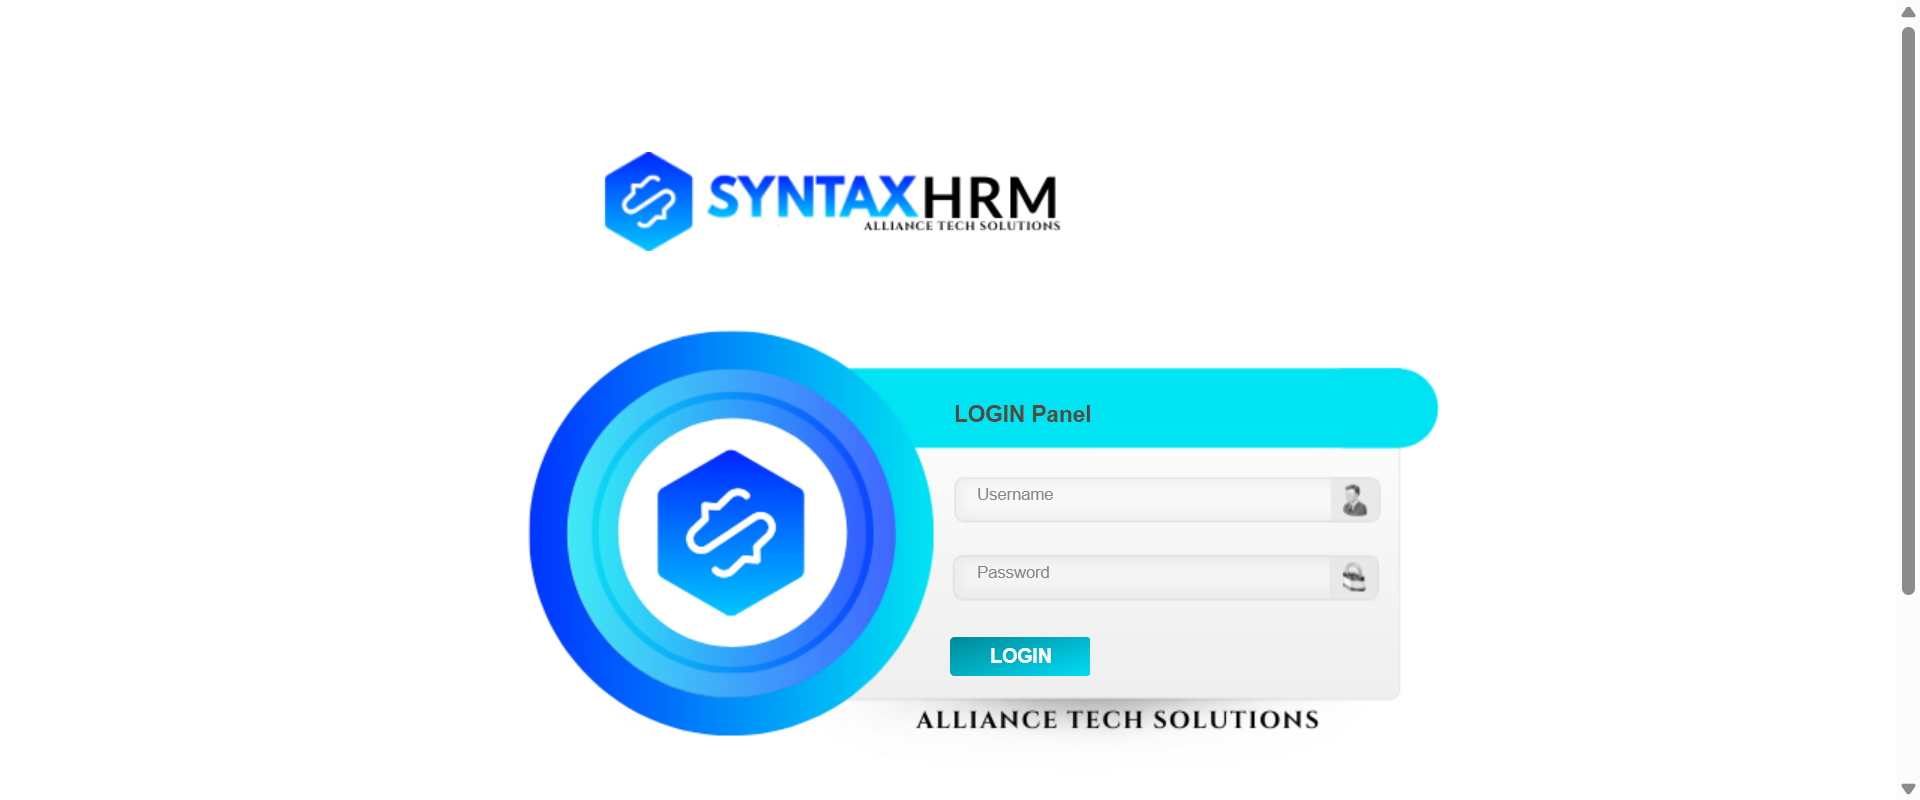 SYNTAXHRM
ALLIANCE TECH SOLUTIONS
LOGIN Panel
Username
Password
LOGIN
ALLIANCE TECH SOLUTIONS